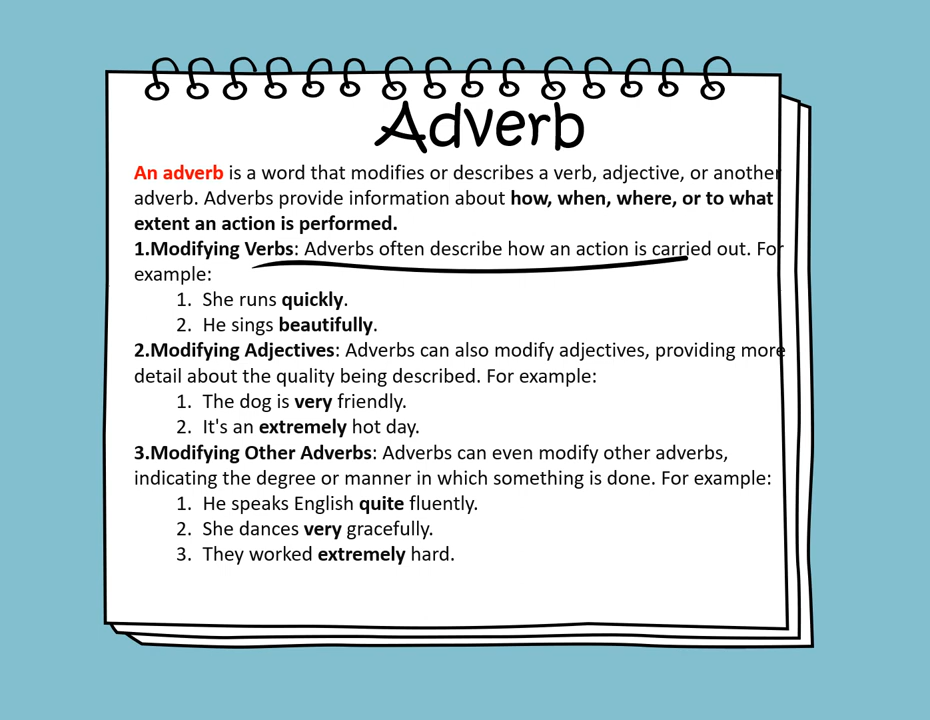 Adverb
An adverb is a word that modifies or describes a verb, adjective, or another
adverb. Adverbs provide information about how, when, where, or to what
extent an action is performed.
1.Modifying Verbs: Adverbs often describe how an action is carried out. For
example:
1. She runs quickly.
2. He sings beautifully.
2.Modifying Adjectives: Adverbs can also modify adjectives, providing more
detail about the quality being described. For example:
1. The dog is very friendly.
2. It's an extremely hot day.
3.Modifying Other Adverbs: Adverbs can even modify other adverbs,
indicating the degree or manner in which something is done. For example:
1. He speaks English quite fluently.
2. She dances very gracefully.
3. They worked extremely hard.